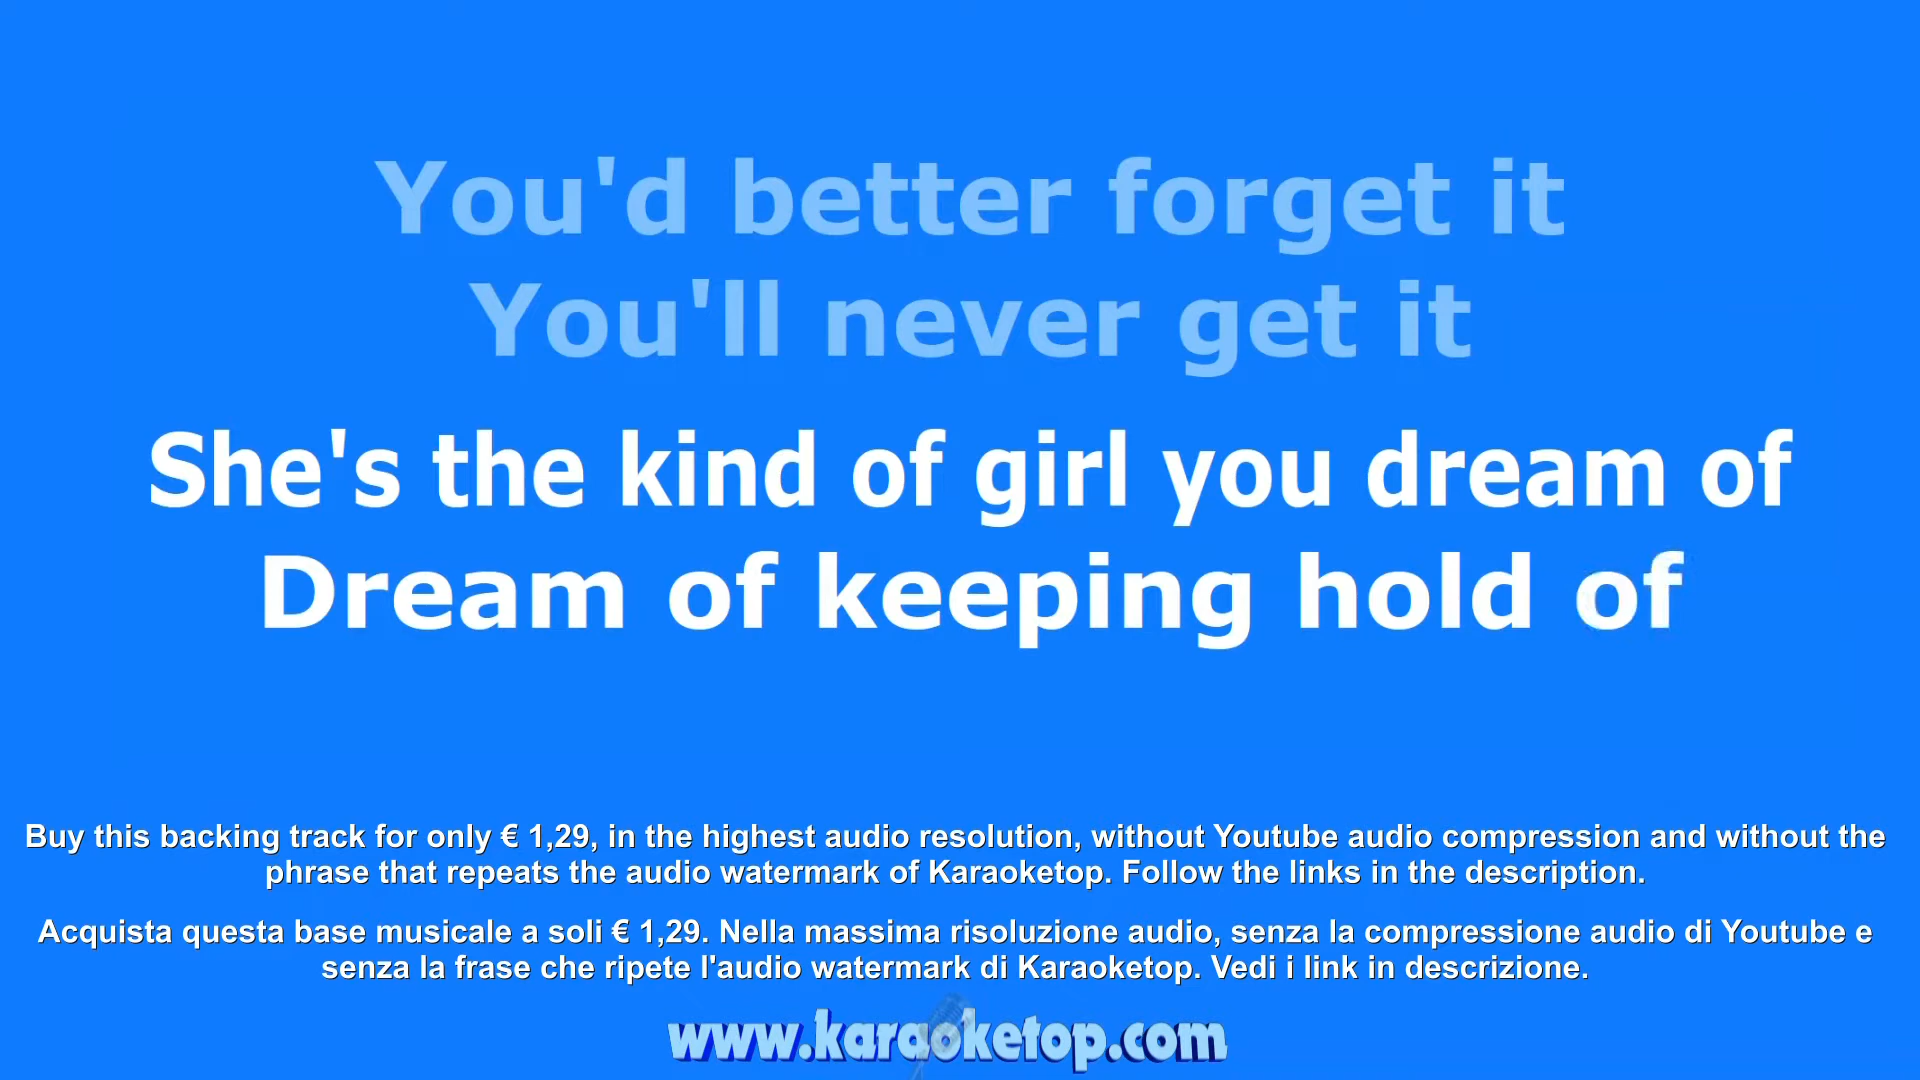 You'd better forget it
You'll never get it
She's the kind of girl you dream of
Dream of keeping hold of
Buy this backing track for only € 1,29, in the highest audio resolution, without Youtube audio compression and without the
phrase that repeats the audio watermark of Karaoketop. Follow the links in the description.
Acquista questa base musicale a soli € 1,29. Nella massima risoluzione audio, senza la compressione audio di Youtube e
senza la frase che ripete l'audio watermark di Karaoketop. Vedi i link in descrizione.
www.karaoketop.com